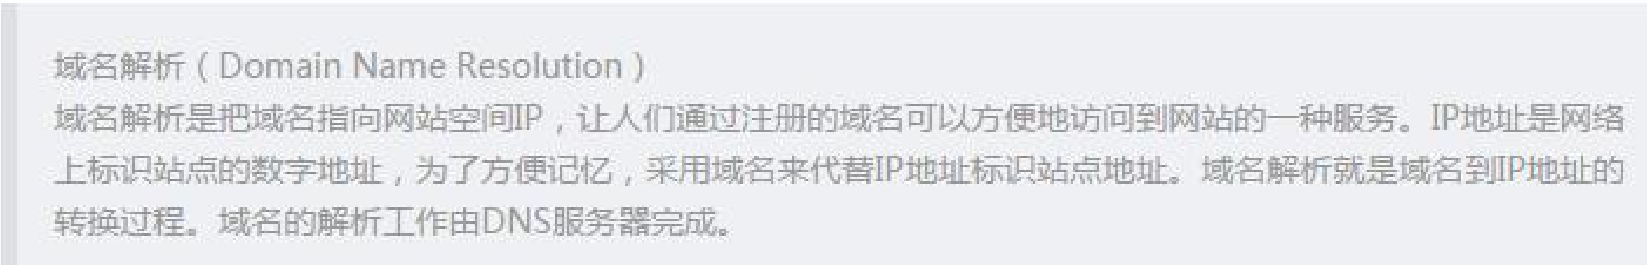 域名解析（Domain Name Resolution）
域名解析是把域名指向网站空间IP，让人们通过注册的域名可以方便地访问到网站的一种服务。IP地址是网络
上标识站点的数字地址，为了方便记忆，采用域名来代替IP地址标识站点地址。域名解析就是域名到IP地址的
转换过程。域名的解析工作由DNS服务器完成。